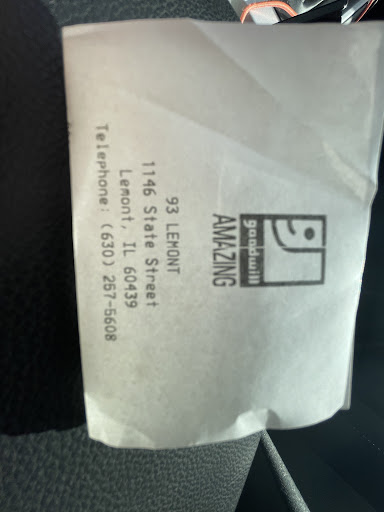 goodwill
AMAZING
93 LEMONT
1146 State Street
Lemont, IL 60439
Telephone: (630) 257-5608